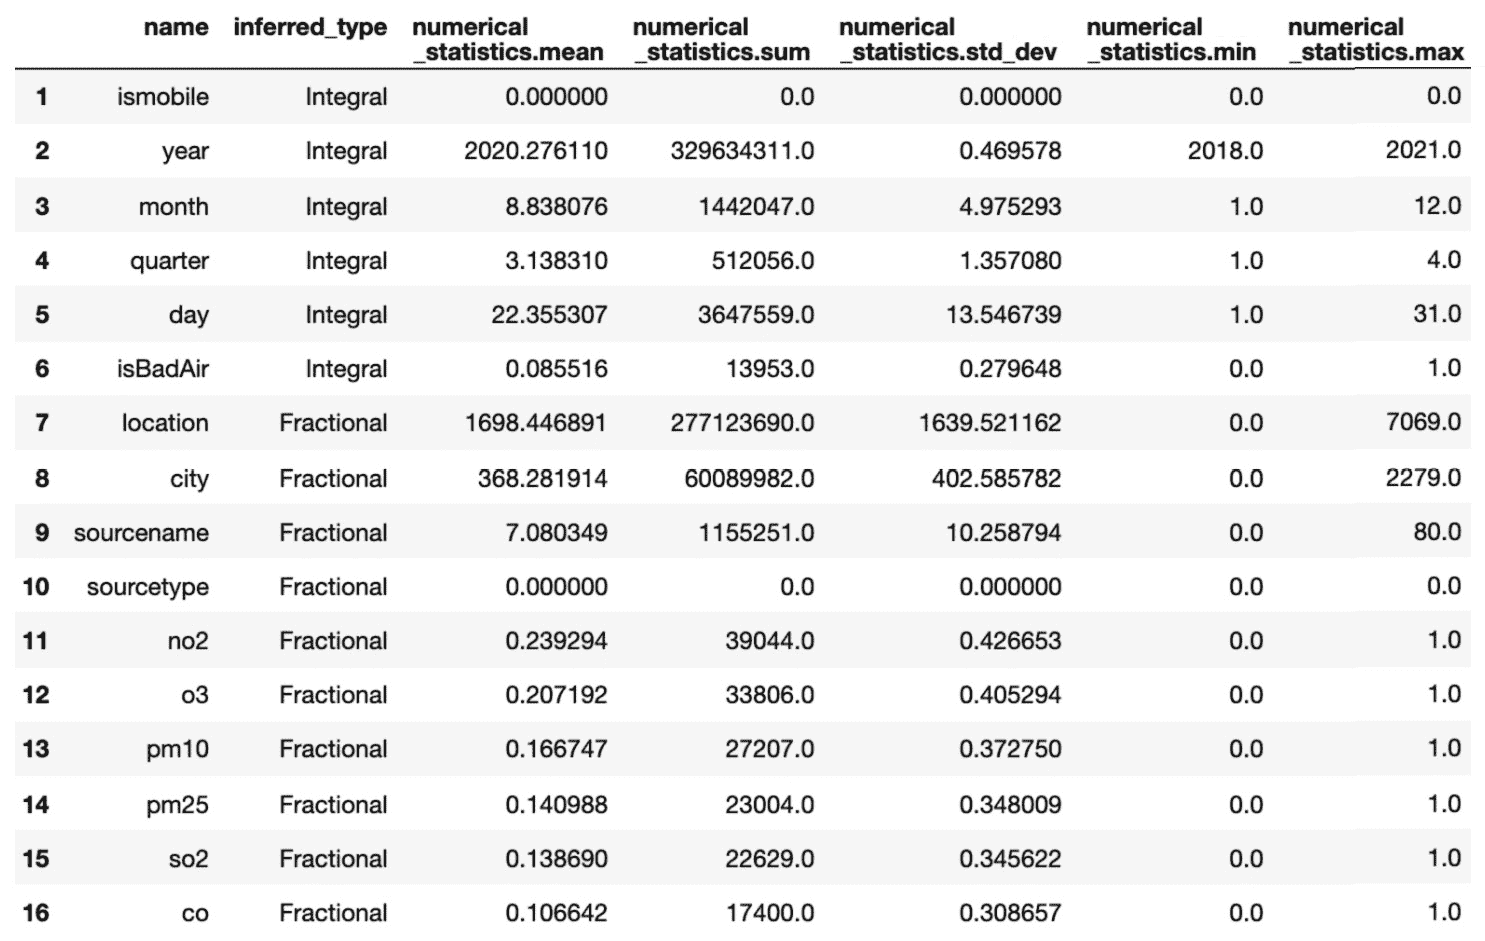 name inferred_type numerical _statistics.mean numerical _statistics.sum numerical _statistics.std_dev numerical _statistics.min numerical _statistics.max
1 ismobile Integral 0.000000 0.0 0.000000 0.0 0.0
2 year Integral 2020.276110 329634311.0 0.469578 2018.0 2021.0
3 month Integral 8.838076 1442047.0 4.975293 1.0 12.0
4 quarter Integral 3.138310 512056.0 1.357080 1.0 4.0
5 day Integral 22.355307 3647559.0 13.546739 1.0 31.0
6 isBadAir Integral 0.085516 13953.0 0.279648 0.0 1.0
7 location Fractional 1698.446891 277123690.0 1639.521162 0.0 7069.0
8 city Fractional 368.281914 60089982.0 402.585782 0.0 2279.0
9 sourcename Fractional 7.080349 1155251.0 10.258794 0.0 80.0
10 sourcetype Fractional 0.000000 0.0 0.000000 0.0 0.0
11 no2 Fractional 0.239294 39044.0 0.426653 0.0 1.0
12 o3 Fractional 0.207192 33806.0 0.405294 0.0 1.0
13 pm10 Fractional 0.166747 27207.0 0.372750 0.0 1.0
14 pm25 Fractional 0.140988 23004.0 0.348009 0.0 1.0
15 so2 Fractional 0.138690 22629.0 0.345622 0.0 1.0
16 co Fractional 0.106642 17400.0 0.308657 0.0 1.0